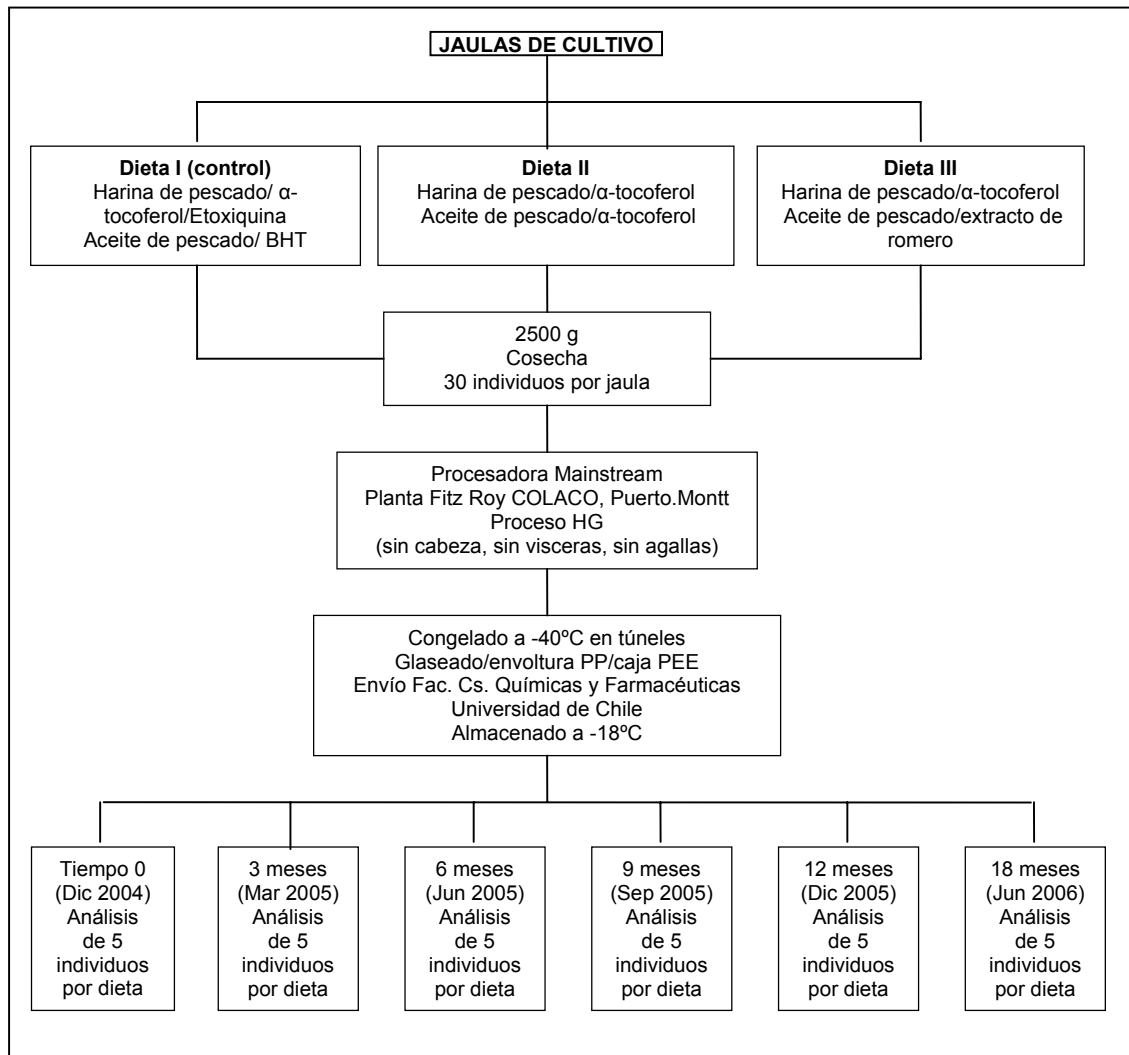 JAULAS DE CULTIVO
Dieta I (control)
Harina de pescado/ α-
tocoferol/Etoxiquina
Aceite de pescado/ BHT
Dieta II
Harina de pescado/α-tocoferol
Aceite de pescado/α-tocoferol
Dieta III
Harina de pescado/α-tocoferol
Aceite de pescado/extracto de
romero
2500 g
Cosecha
30 individuos por jaula
Procesadora Mainstream
Planta Fitz Roy COLACO, Puerto.Montt
Proceso HG
(sin cabeza, sin visceras, sin agallas)
Congelado a -40ºC en túneles
Glaseado/envoltura PP/caja PEE
Envío Fac. Cs. Químicas y Farmacéuticas
Universidad de Chile
Almacenado a -18ºC
Tiempo 0
(Dic 2004)
Análisis
de 5
individuos
por dieta
3 meses
(Mar 2005)
Análisis
de 5
individuos
por dieta
6 meses
(Jun 2005)
Análisis
de 5
individuos
por dieta
9 meses
(Sep 2005)
Análisis
de 5
individuos
por dieta
12 meses
(Dic 2005)
Análisis
de 5
individuos
por dieta
18 meses
(Jun 2006)
Análisis
de 5
individuos
por dieta